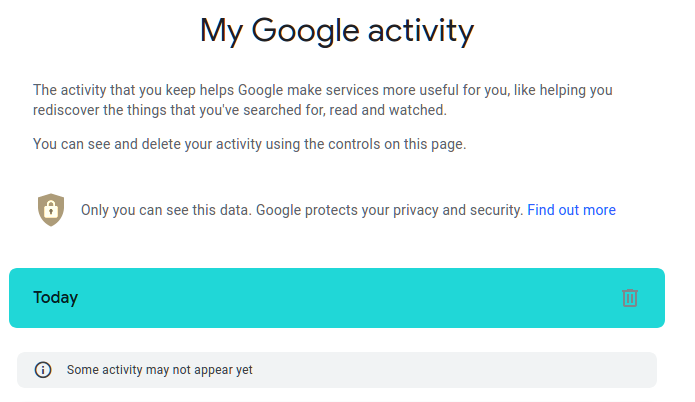 My Google activity
The activity that you keep helps Google make services more useful for you, like helping you
rediscover the things that you've searched for, read and watched.
You can see and delete your activity using the controls on this page.
Only you can see this data. Google protects your privacy and security. Find out more
Today
Some activity may not appear yet